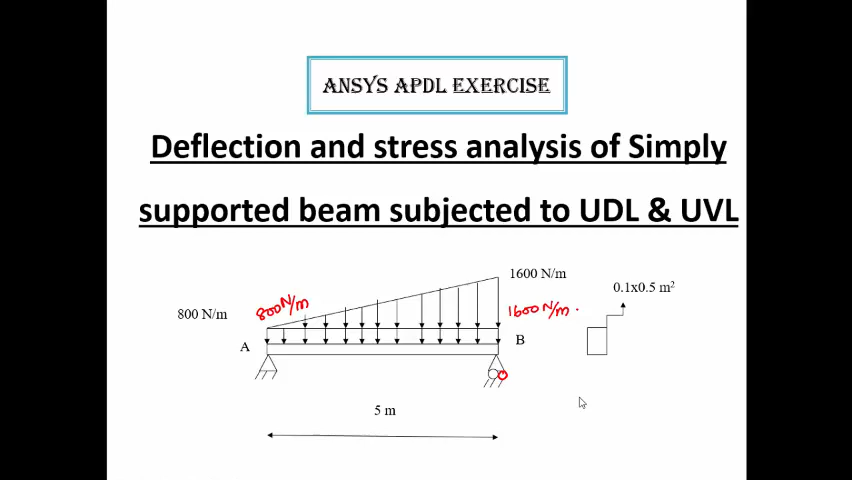 ANSYS APDL EXERCISE
Deflection and stress analysis of Simply
supported beam subjected to UDL & UVL
1600 N/m
0.1x0.5 m²
800 N/m
800N/m
1600N/m.
A
B
5 m